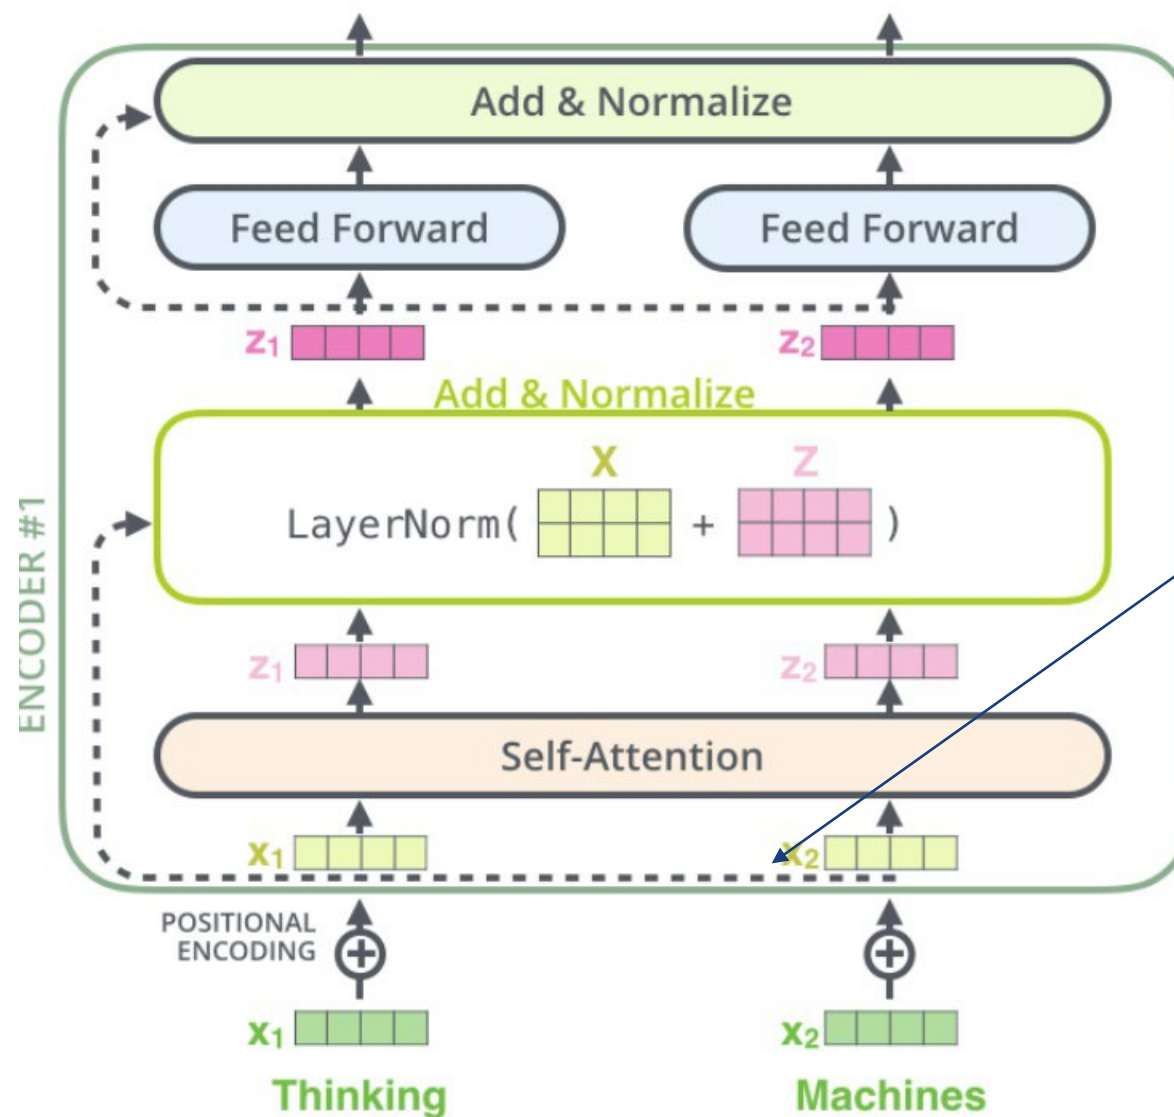 Add & Normalize
Feed Forward
Feed Forward
z₁
z₂
Add & Normalize
X
Z
LayerNorm(
+
)
ENCODER #1
z₁
z₂
Self-Attention
x₁
x₂
POSITIONAL
ENCODING
x₁
x₂
Thinking
Machines